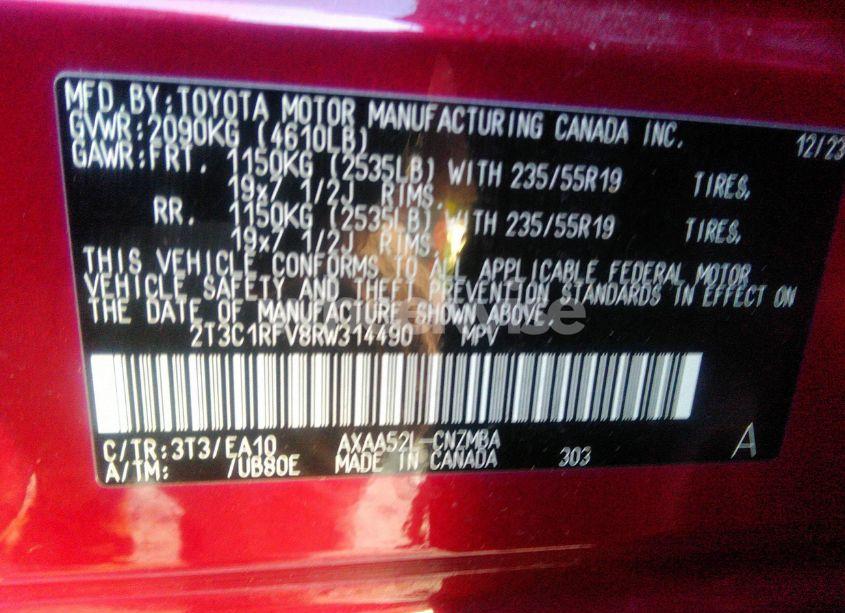 MFD. BY: TOYOTA MOTOR MANUFACTURING CANADA INC. 12/23
GVWR: 2090KG (4610LB)
GAWR: FRT. 1150KG (2535LB) WITH 235/55R19 TIRES,
19x7 1/2J RIMS,
RR. 1150KG (2535LB) WITH 235/55R19 TIRES,
19x7 1/2J RIMS,
THIS VEHICLE CONFORMS TO ALL APPLICABLE FEDERAL MOTOR
VEHICLE SAFETY AND THEFT PREVENTION STANDARDS IN EFFECT ON
THE DATE OF MANUFACTURE SHOWN ABOVE.
2T3C1RFV8RW314490 MPV
C/TR: 3T3/EA10 AXAA52L-CNZMBA
A/TM: /UB80E MADE IN CANADA 303 A